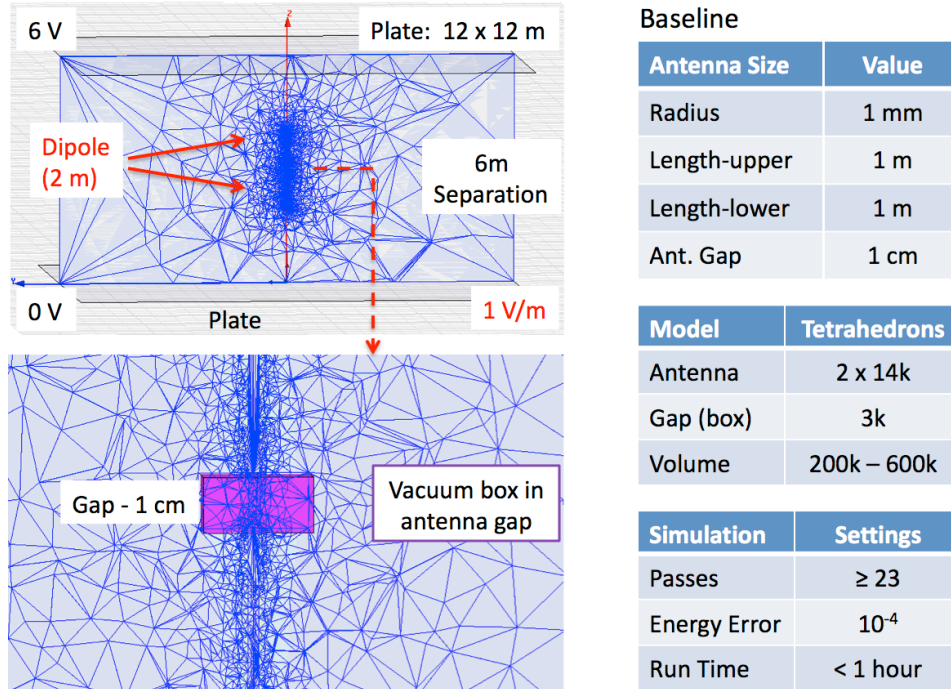 6 V
Plate: 12 x 12 m
Z
Dipole
(2 m)
6m
Separation
Y
0 V
Plate
1 V/m
Gap - 1 cm
Vacuum box in
antenna gap
Baseline
Antenna Size Value
Radius 1 mm
Length-upper 1 m
Length-lower 1 m
Ant. Gap 1 cm
Model Tetrahedrons
Antenna 2 x 14k
Gap (box) 3k
Volume 200k – 600k
Simulation Settings
Passes ≥ 23
Energy Error 10⁻⁴
Run Time < 1 hour